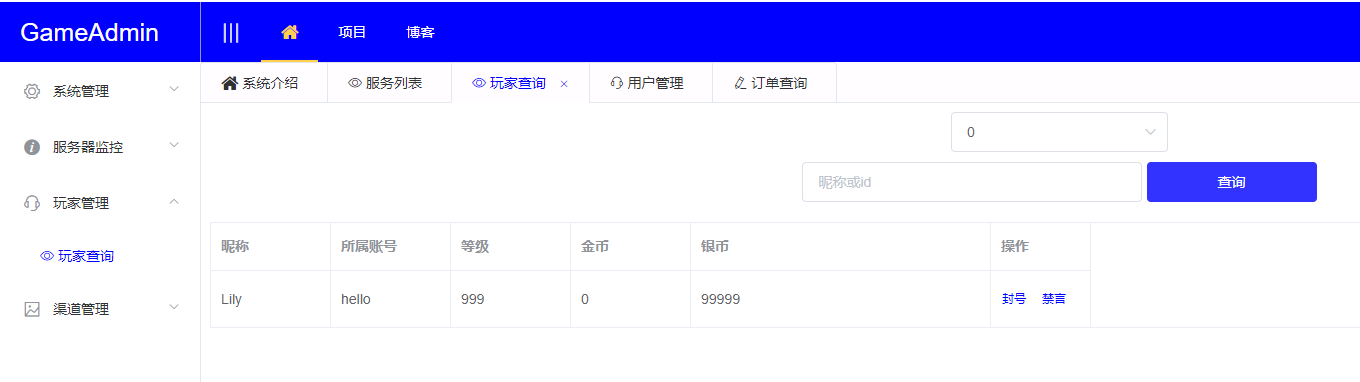 GameAdmin
项目 博客
系统管理
服务器监控
玩家管理
玩家查询
渠道管理
系统介绍 服务列表 玩家查询 × 用户管理 订单查询
0
昵称或id 查询
昵称 所属账号 等级 金币 银币 操作
Lily hello 999 0 99999 封号 禁言